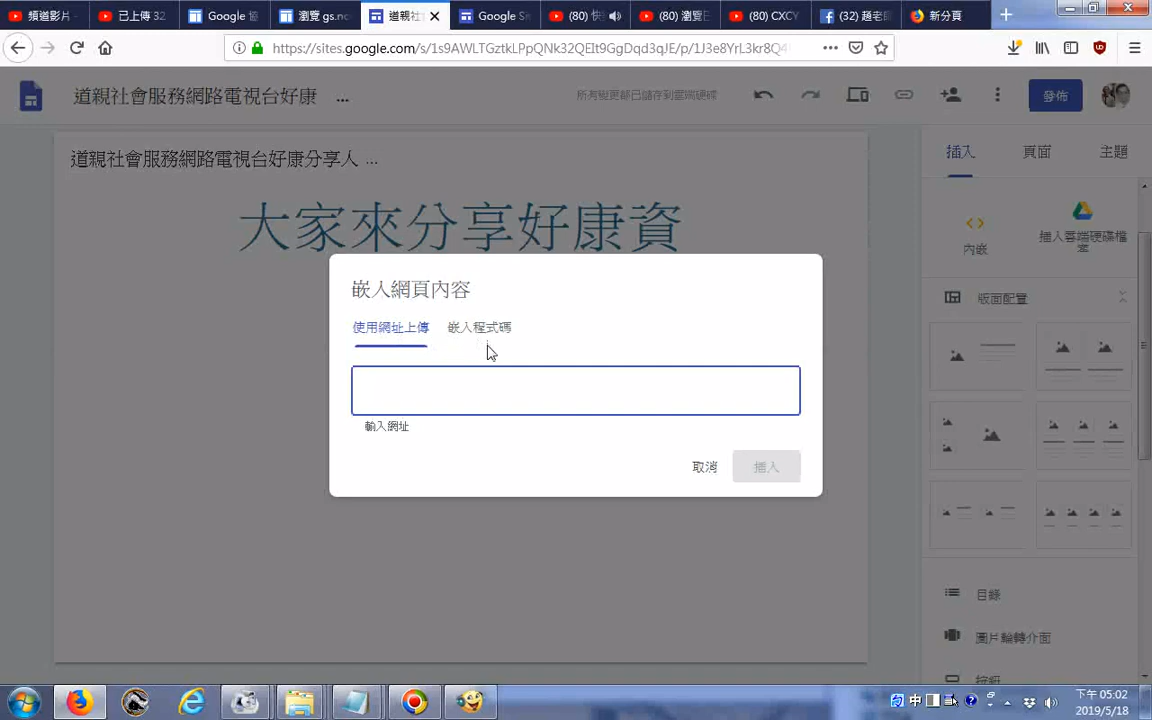 頻道影片 -
已上傳 32
Google 協
瀏覽 gs.nc
道親社
Google Si
(80) 快
(80) 瀏覽
(80) CXCY
(32) 趙老
新分頁
https://sites.google.com/s/1s9AWLTGztkLPpQNk32QEIt9GgDqd3qJE/p/1J3e8YrL3kr8Q4
道親社會服務網路電視台好康 ...
所有變更都已儲存到雲端硬碟
發佈
道親社會服務網路電視台好康分享人 ...
插入
頁面
主題
大家來分享好康資
內嵌
插入雲端硬碟檔案
版面配置
嵌入網頁內容
使用網址上傳
嵌入程式碼
輸入網址
取消
插入
目錄
圖片輪轉介面
按鈕
中
下午 05:02
2019/5/18